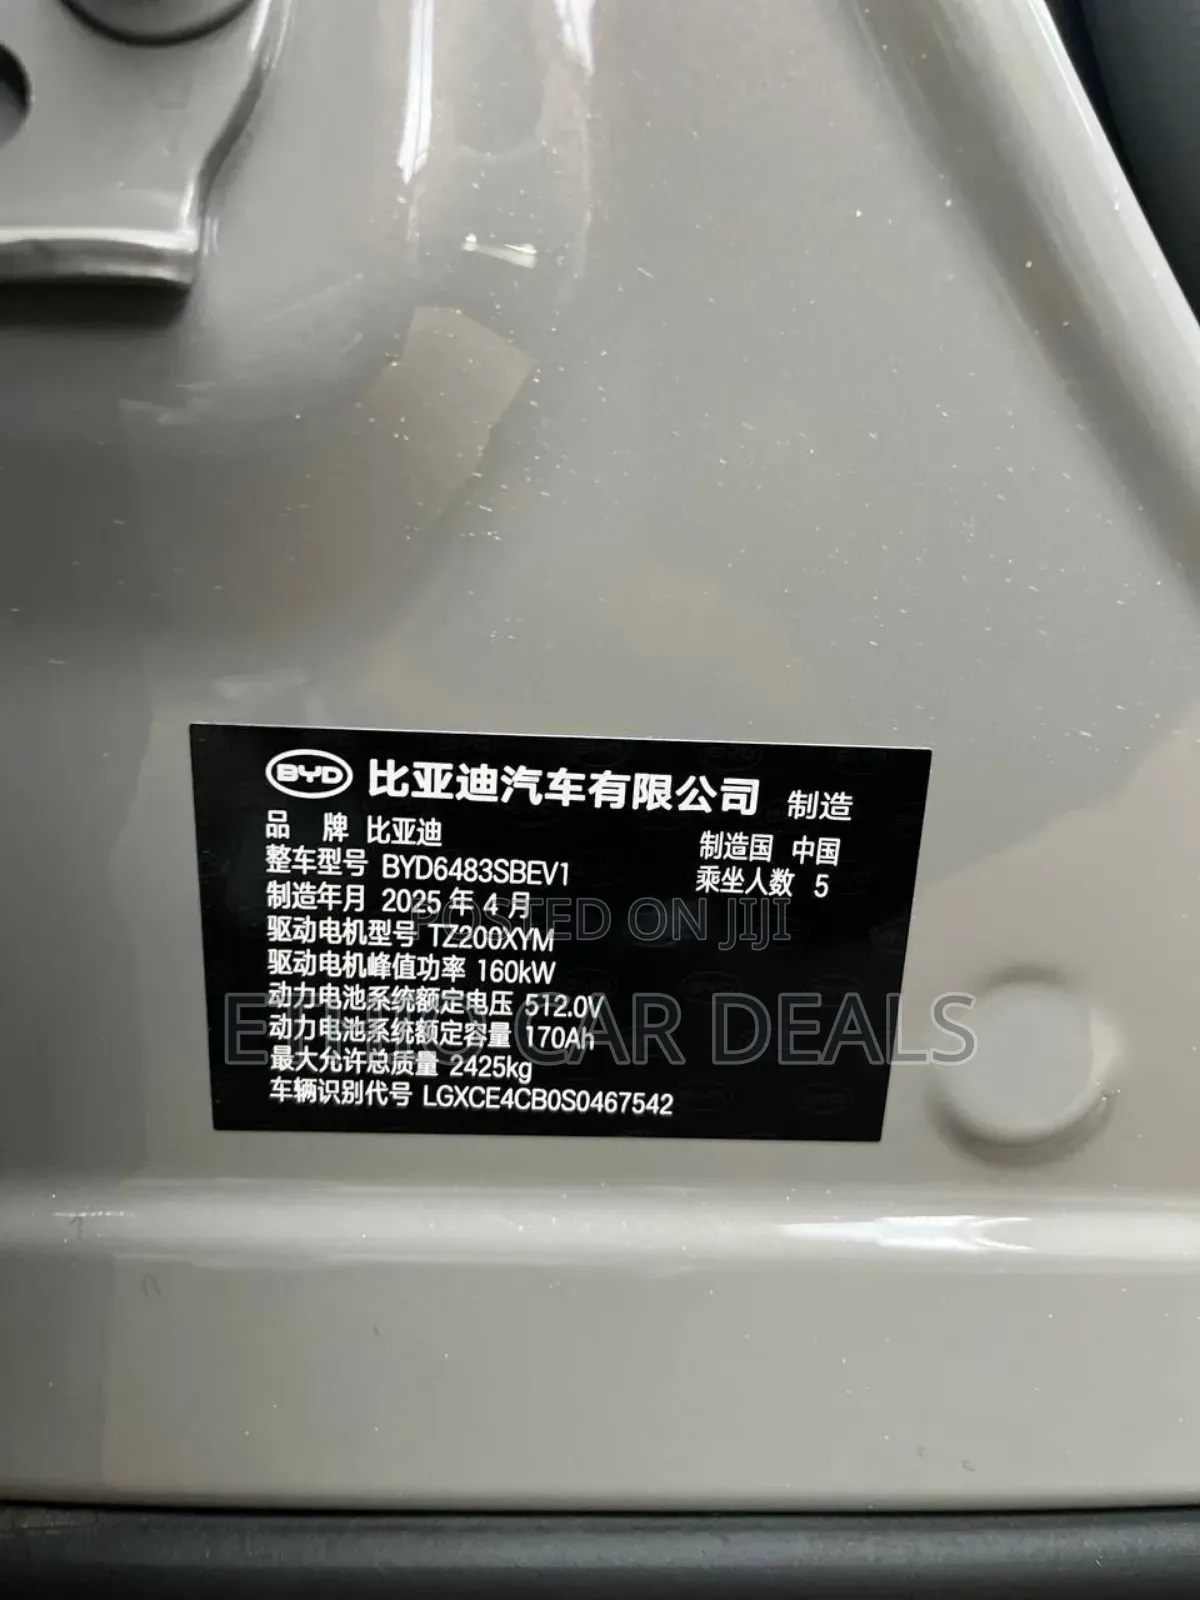 BYD 比亚迪汽车有限公司 制造
品 牌 比亚迪 制造国 中国
整车型号 BYD6483SBEV1 乘坐人数 5
制造年月 2025 年 4 月
驱动电机型号 TZ200XYM
驱动电机峰值功率 160kW
动力电池系统额定电压 512.0V
动力电池系统额定容量 170Ah
最大允许总质量 2425kg
车辆识别代号 LGXCE4CB0S0467542
POSTED ON JIJI
ETHIO CAR DEALS